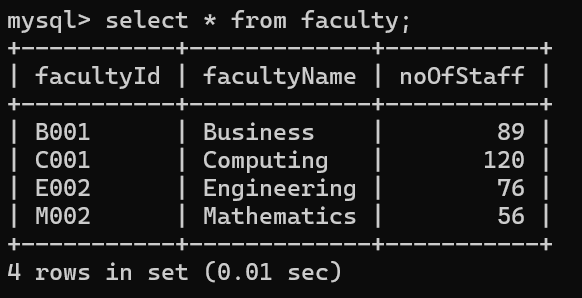 mysql> select * from faculty;
+-----------+-------------+-----------+
| facultyId | facultyName | noOfStaff |
+-----------+-------------+-----------+
| B001      | Business    |        89 |
| C001      | Computing   |       120 |
| E002      | Engineering |        76 |
| M002      | Mathematics |        56 |
+-----------+-------------+-----------+
4 rows in set (0.01 sec)